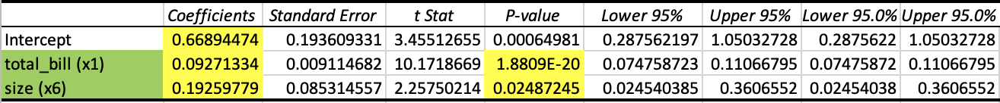 Coefficients Standard Error t Stat P-value Lower 95% Upper 95% Lower 95.0% Upper 95.0%
Intercept 0.66894474 0.193609331 3.45512655 0.00064981 0.287562197 1.05032728 0.2875622 1.05032728
total_bill (x1) 0.09271334 0.009114682 10.1718669 1.8809E-20 0.074758723 0.11066795 0.07475872 0.11066795
size (x6) 0.19259779 0.085314557 2.25750214 0.02487245 0.024540385 0.3606552 0.02454038 0.3606552